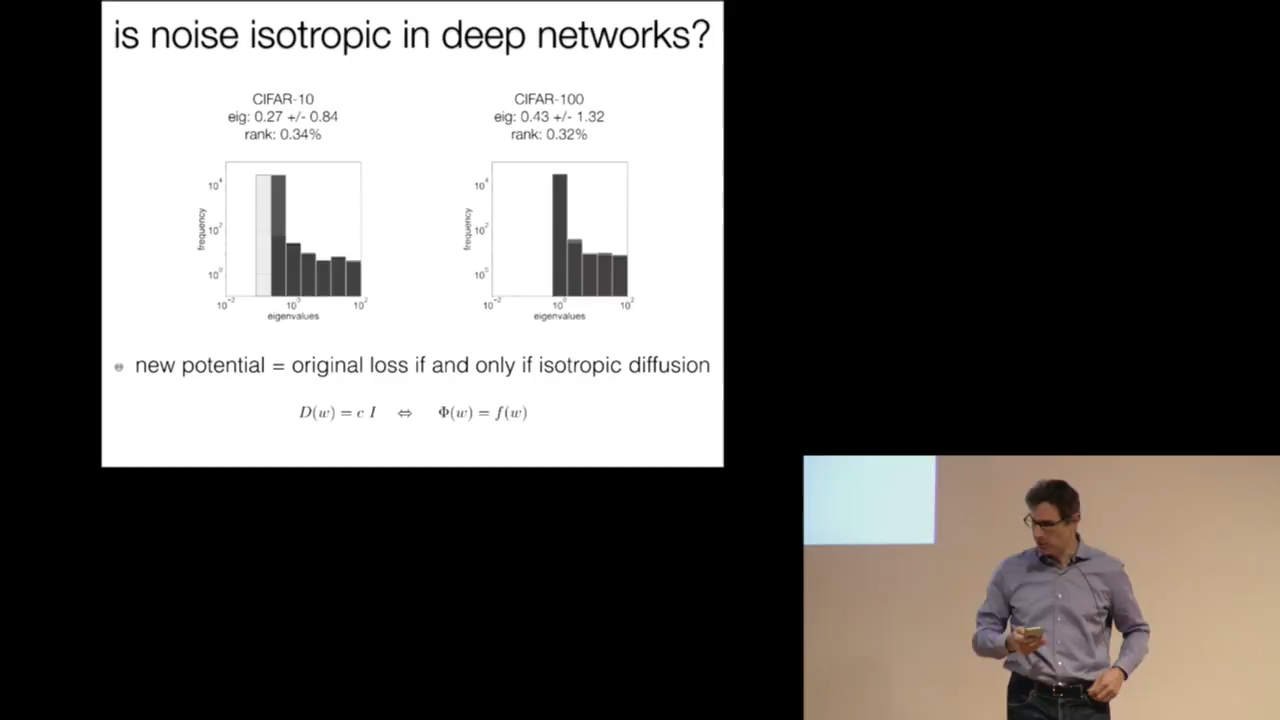 is noise isotropic in deep networks?
CIFAR-10
eig: 0.27 +/- 0.84
rank: 0.34%
frequency
10^4
10^2
10^0
10^-2
10^0
10^2
eigenvalues
CIFAR-100
eig: 0.43 +/- 1.32
rank: 0.32%
frequency
10^4
10^2
10^0
10^-2
10^0
10^2
eigenvalues
new potential = original loss if and only if isotropic diffusion
D(w) = c I ⇔ Φ(w) = f(w)